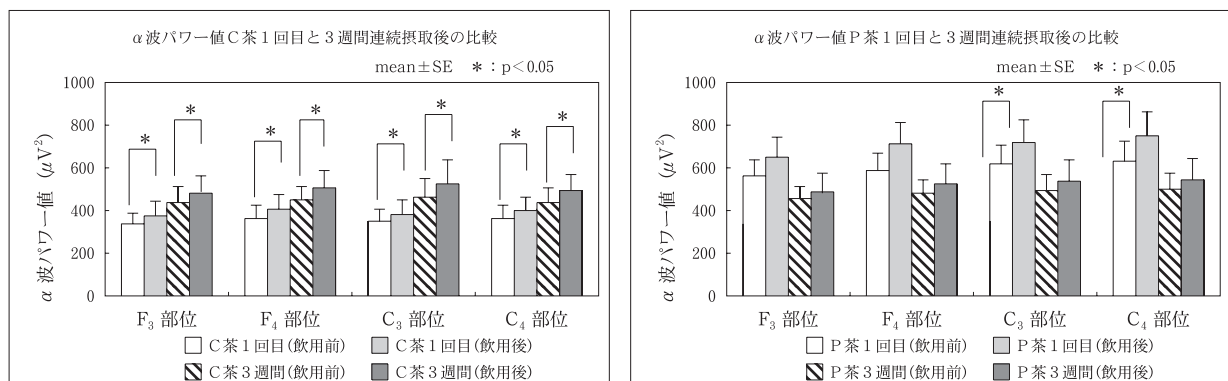 α波パワー値C茶1回目と3週間連続摂取後の比較
mean±SE *:p<0.05
α 波パワー値 (μV²)
1000
800
600
400
200
0
* * * * * * * *
F₃ 部位 F₄ 部位 C₃ 部位 C₄ 部位
C茶1回目(飲用前) C茶1回目(飲用後)
C茶3週間(飲用前) C茶3週間(飲用後)
α波パワー値P茶1回目と3週間連続摂取後の比較
mean±SE *:p<0.05
α 波パワー値 (μV²)
1000
800
600
400
200
0
* *
F₃ 部位 F₄ 部位 C₃ 部位 C₄ 部位
P茶1回目(飲用前) P茶1回目(飲用後)
P茶3週間(飲用前) P茶3週間(飲用後)